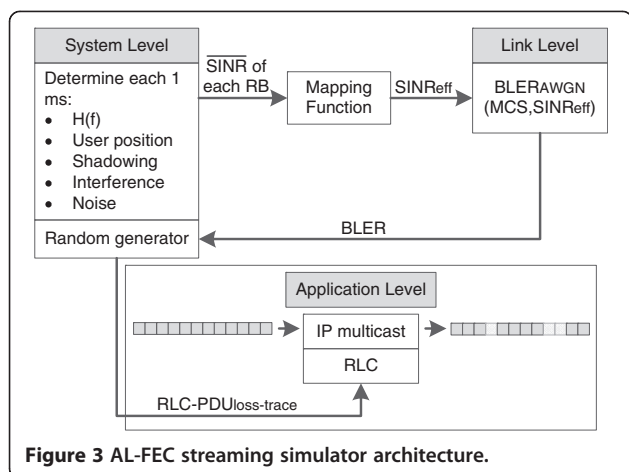 System Level
Determine each 1
ms:
• H(f)
• User position
• Shadowing
• Interference
• Noise
Random generator
SINR of
each RB
Mapping
Function
SINReff
Link Level
BLERAWGN
(MCS,SINReff)
BLER
Application Level
IP multicast
RLC
RLC-PDUloss-trace
Figure 3 AL-FEC streaming simulator architecture.